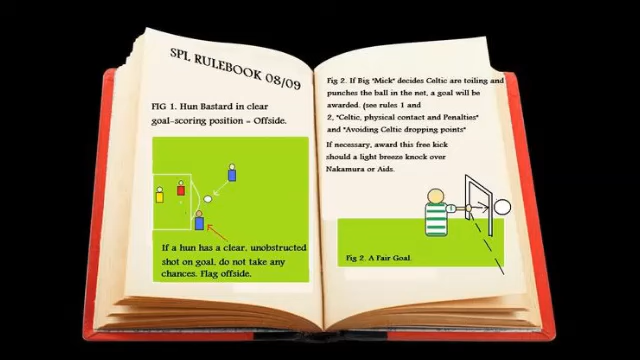 SPL RULEBOOK 08/09
FIG 1. Hun Bastard in clear
goal-scoring position - Offside.
If a hun has a clear, unobstructed
shot on goal, do not take any
chances. Flag offside.
Fig 2. If Big "Mick" decides Celtic are toiling and
punches the ball in the net, a goal will be
awarded. (see rules 1 and
2, "Celtic, physical contact and Penalties"
and "Avoiding Celtic dropping points"
If necessary, award this free kick
should a light breeze knock over
Nakamura or Aids.
Fig 2. A Fair Goal.